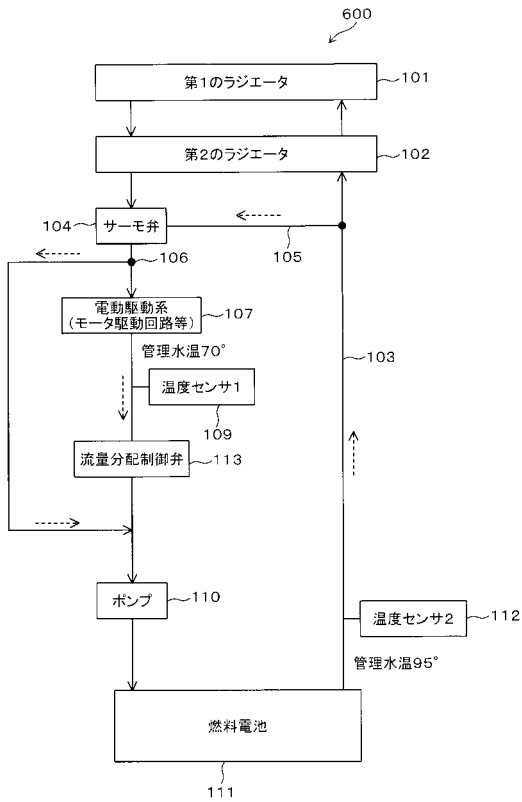 600
第1のラジエータ
101
第2のラジエータ
102
104
サーモ弁
105
106
電動駆動系
(モータ駆動回路等)
107
管理水温70°
103
温度センサ1
109
流量分配制御弁
113
ポンプ
110
温度センサ2
112
管理水温95°
燃料電池
111